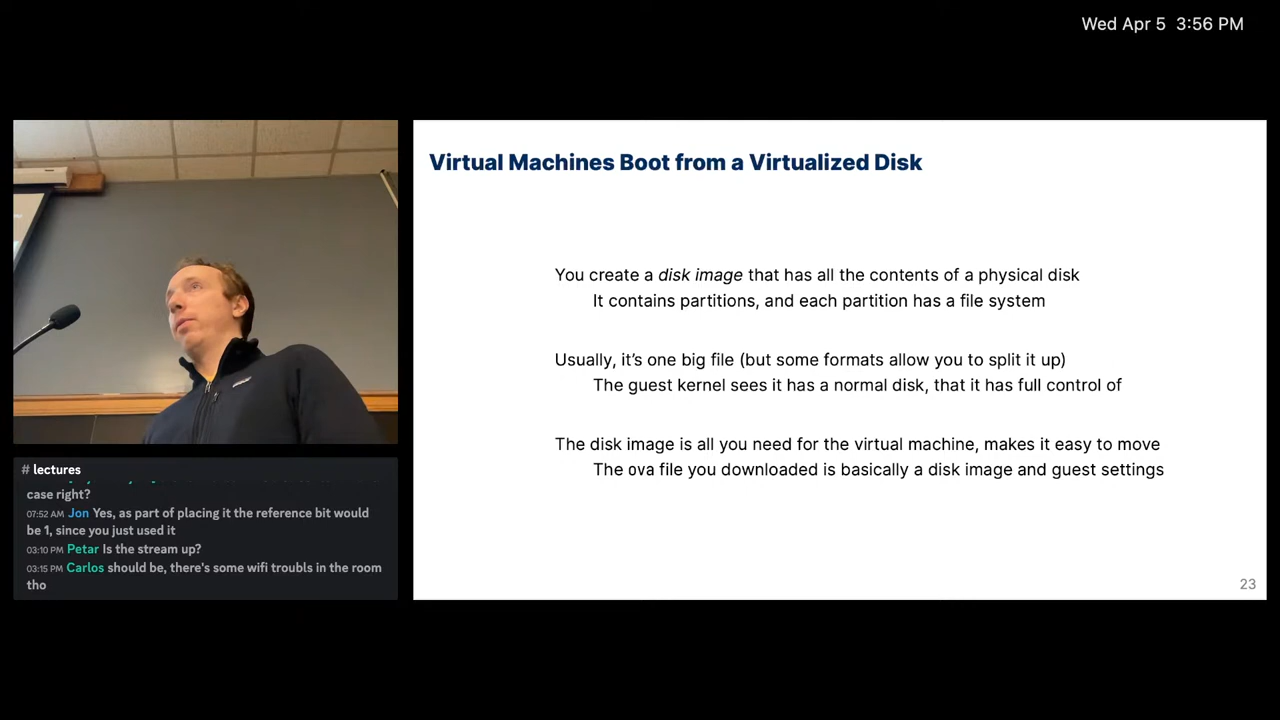 Wed Apr 5 3:56 PM
Virtual Machines Boot from a Virtualized Disk
You create a disk image that has all the contents of a physical disk
It contains partitions, and each partition has a file system
Usually, it's one big file (but some formats allow you to split it up)
The guest kernel sees it has a normal disk, that it has full control of
The disk image is all you need for the virtual machine, makes it easy to move
The ova file you downloaded is basically a disk image and guest settings
23
# lectures
case right?
07:52 AM Jon Yes, as part of placing it the reference bit would
be 1, since you just used it
03:10 PM Petar Is the stream up?
03:15 PM Carlos should be, there's some wifi troubls in the room
tho